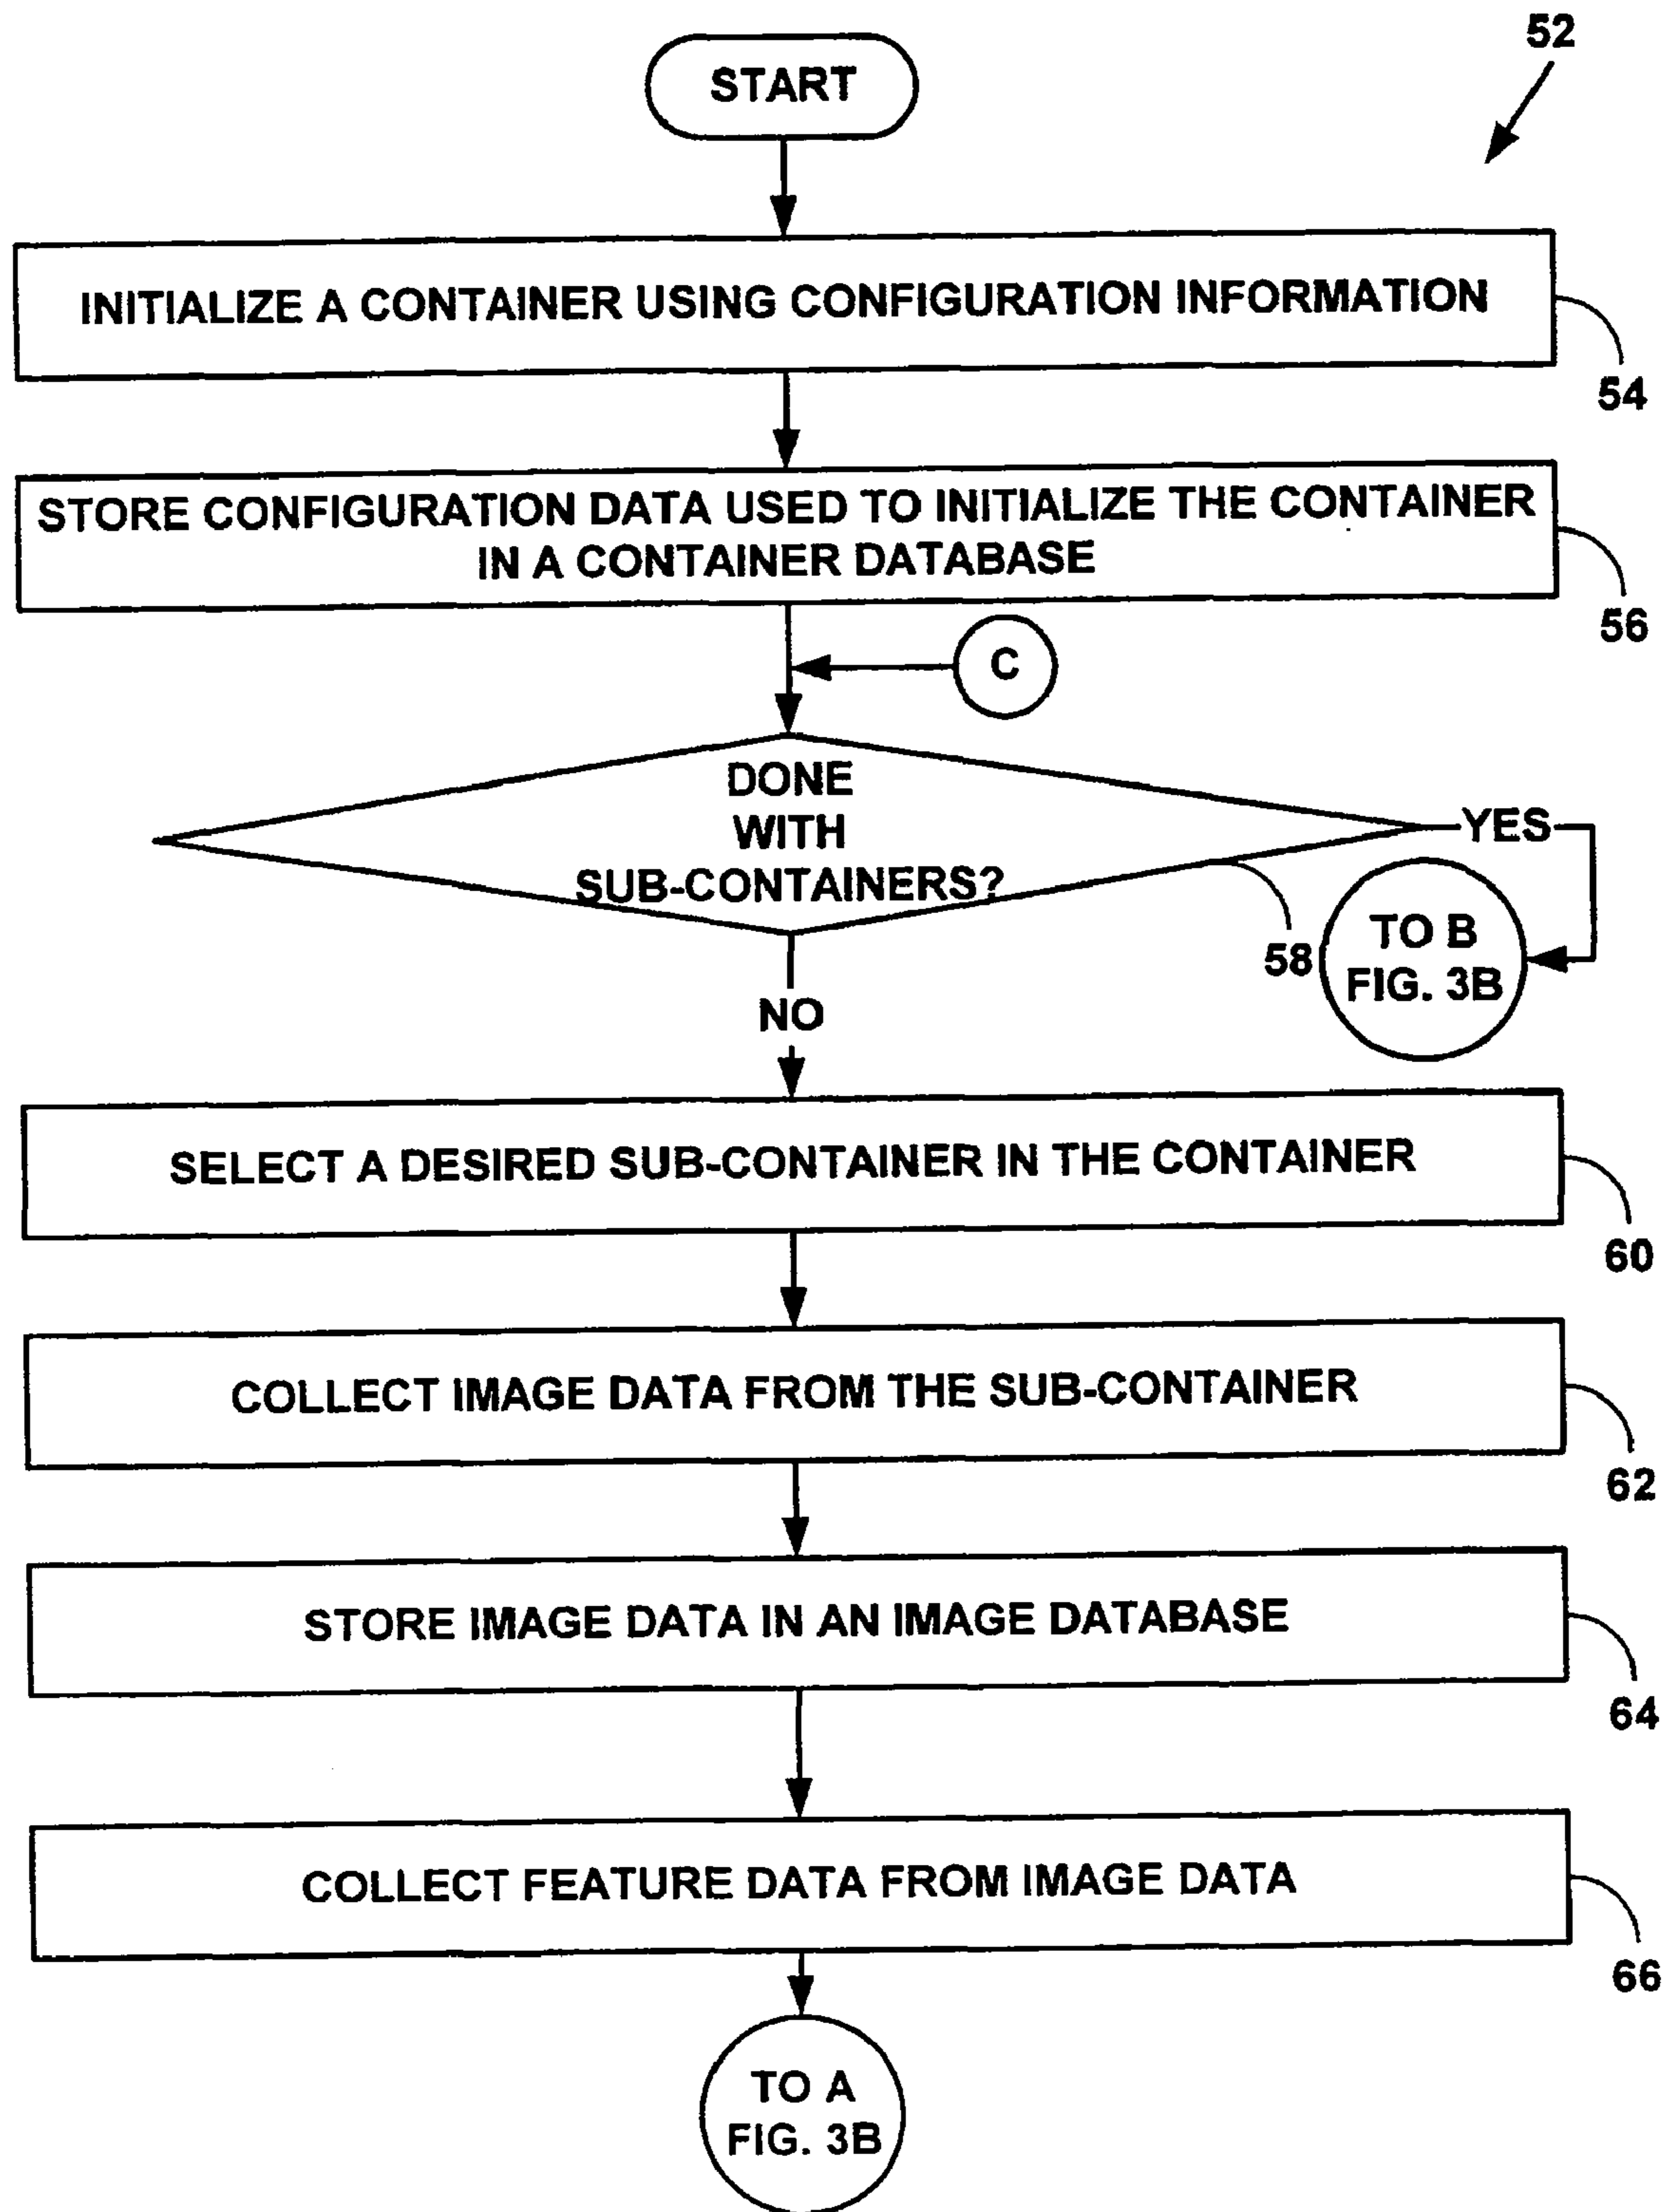 52
START
INITIALIZE A CONTAINER USING CONFIGURATION INFORMATION
54
STORE CONFIGURATION DATA USED TO INITIALIZE THE CONTAINER
IN A CONTAINER DATABASE
56
C
DONE
WITH
SUB-CONTAINERS?
YES
58
TO B
FIG. 3B
NO
SELECT A DESIRED SUB-CONTAINER IN THE CONTAINER
60
COLLECT IMAGE DATA FROM THE SUB-CONTAINER
62
STORE IMAGE DATA IN AN IMAGE DATABASE
64
COLLECT FEATURE DATA FROM IMAGE DATA
66
TO A
FIG. 3B